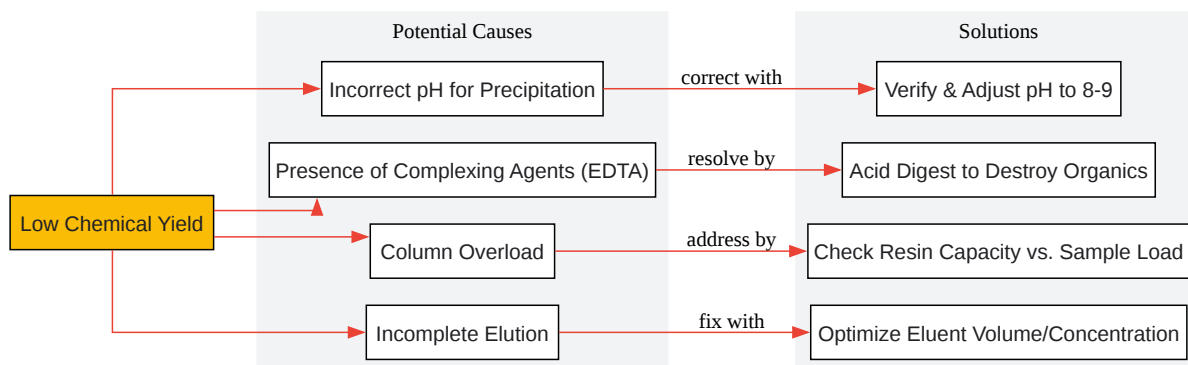 Potential Causes
Solutions
Incorrect pH for Precipitation
correct with
Verify & Adjust pH to 8-9
Presence of Complexing Agents (EDTA)
resolve by
Acid Digest to Destroy Organics
Low Chemical Yield
Column Overload
address by
Check Resin Capacity vs. Sample Load
Incomplete Elution
fix with
Optimize Eluent Volume/Concentration